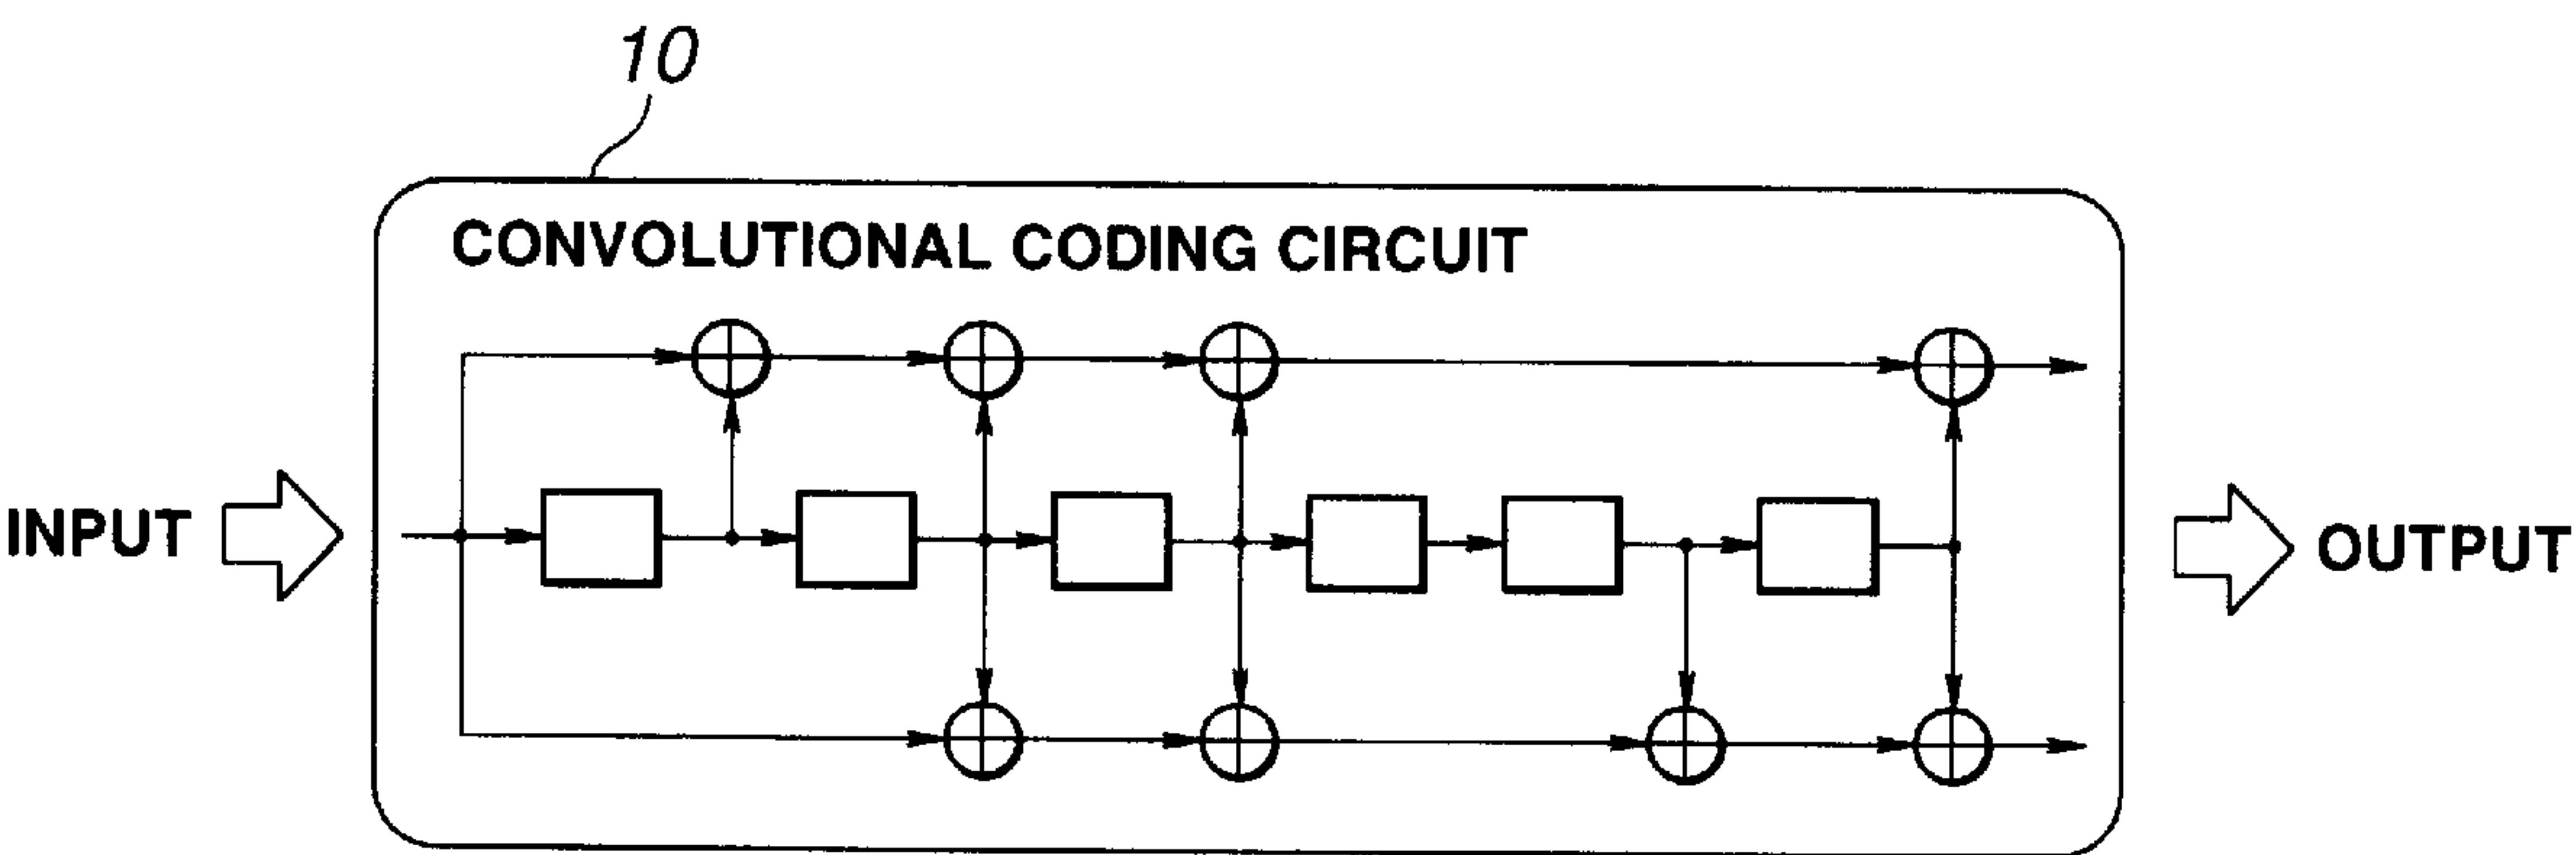 10
CONVOLUTIONAL CODING CIRCUIT
INPUT
OUTPUT